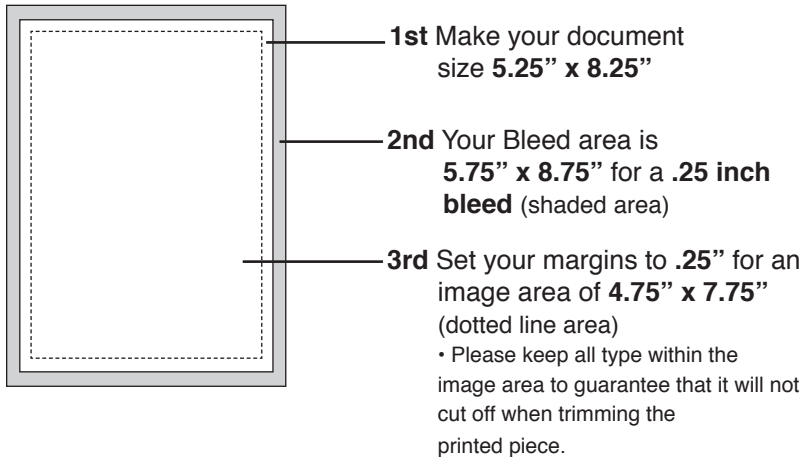 1st Make your document
size 5.25” x 8.25”
2nd Your Bleed area is
5.75” x 8.75” for a .25 inch
bleed (shaded area)
3rd Set your margins to .25” for an
image area of 4.75” x 7.75”
(dotted line area)
• Please keep all type within the
image area to guarantee that it will not
cut off when trimming the
printed piece.